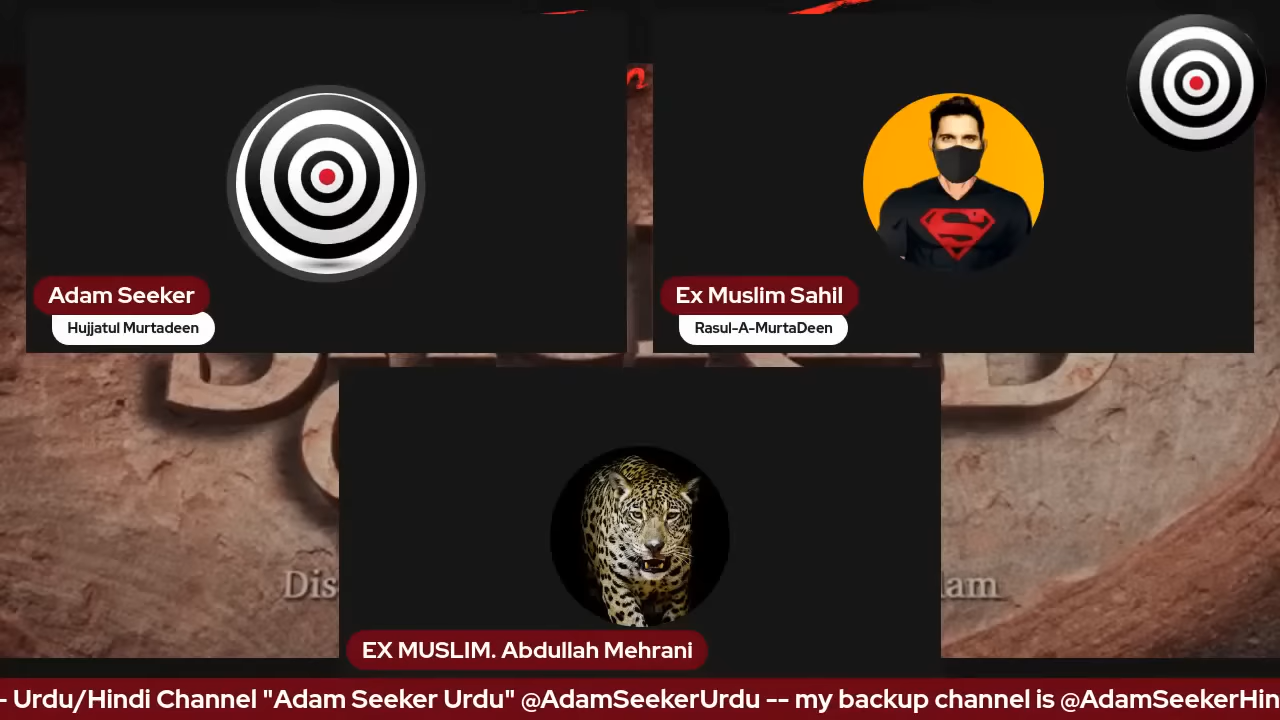 Adam Seeker
Hujjatul Murtadeen
Ex Muslim Sahil
Rasul-A-MurtaDeen
EX MUSLIM. Abdullah Mehrani
- Urdu/Hindi Channel "Adam Seeker Urdu" @AdamSeekerUrdu -- my backup channel is @AdamSeekerHin